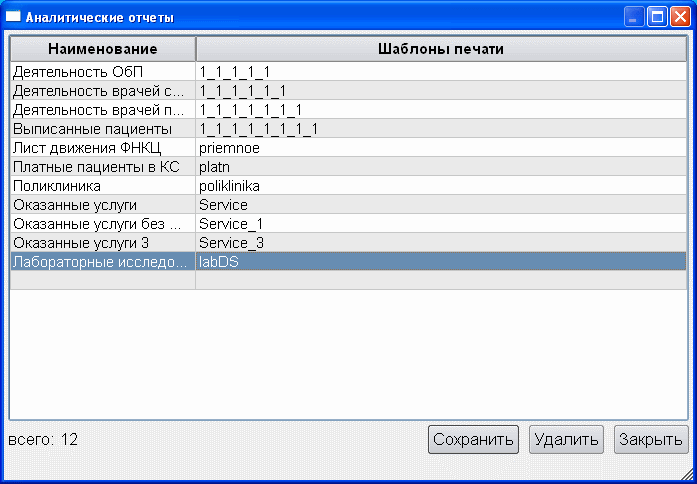 Аналитические отчеты
Наименование Шаблоны печати
Деятельность ОбП 1_1_1_1_1
Деятельность врачей с... 1_1_1_1_1_1
Деятельность врачей п... 1_1_1_1_1_1_1
Выписанные пациенты 1_1_1_1_1_1_1_1
Лист движения ФНКЦ priemnoe
Платные пациенты в КС platn
Поликлиника poliklinika
Оказанные услуги Service
Оказанные услуги без ... Service_1
Оказанные услуги 3 Service_3
Лабораторные исследо... labDS
всего: 12 Сохранить Удалить Закрыть